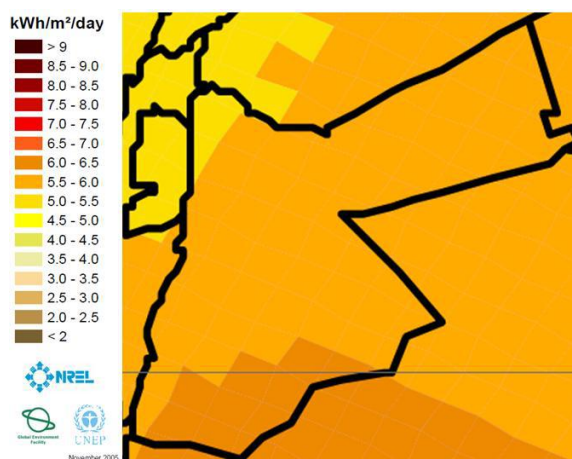 kWh/m²/day
> 9
8.5 - 9.0
8.0 - 8.5
7.5 - 8.0
7.0 - 7.5
6.5 - 7.0
6.0 - 6.5
5.5 - 6.0
5.0 - 5.5
4.5 - 5.0
4.0 - 4.5
3.5 - 4.0
3.0 - 3.5
2.5 - 3.0
2.0 - 2.5
< 2
NREL
Global Environment
Facility
UNEP
November 2005